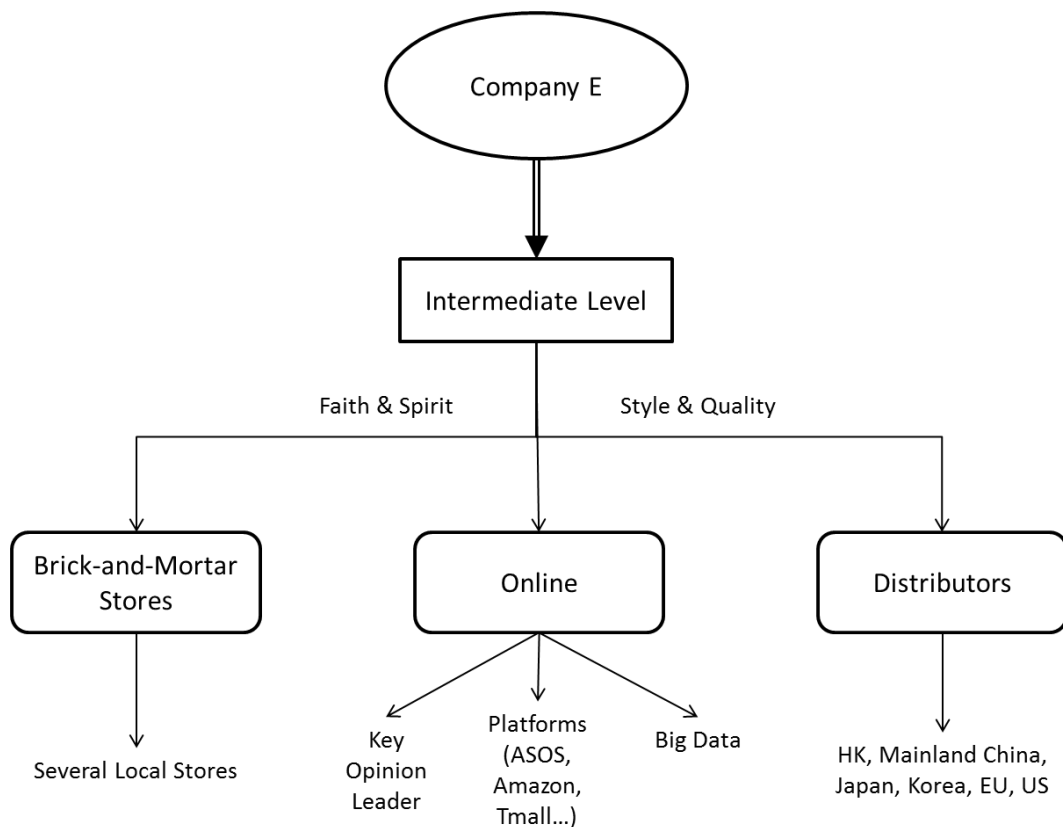 Company E
Intermediate Level
Faith & Spirit
Style & Quality
Brick-and-Mortar
Stores
Online
Distributors
Several Local Stores
Key
Opinion
Leader
Platforms
(ASOS,
Amazon,
Tmall...)
Big Data
HK, Mainland China,
Japan, Korea, EU, US